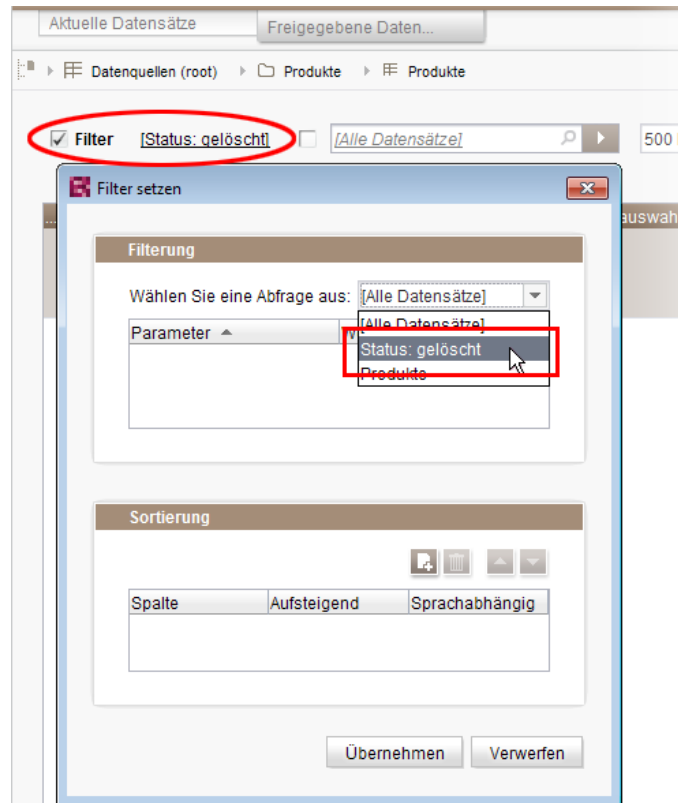 Aktuelle Datensätze
Freigegebene Daten...
Datenquellen (root) Produkte Produkte
Filter [Status: gelöscht] [Alle Datensätze] 500
Filter setzen
... auswah
Filterung
Wählen Sie eine Abfrage aus: [Alle Datensätze]
Parameter W
[Alle Datensätze]
Status: gelöscht
Produkte
Sortierung
Spalte Aufsteigend Sprachabhängig
Übernehmen Verwerfen